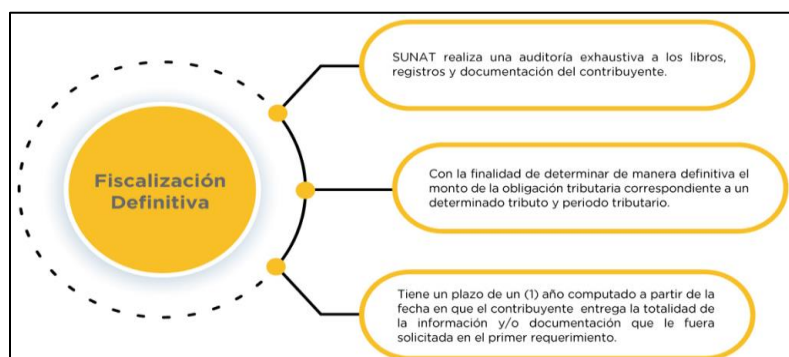 Fiscalización
Definitiva
SUNAT realiza una auditoría exhaustiva a los libros,
registros y documentación del contribuyente.
Con la finalidad de determinar de manera definitiva el
monto de la obligación tributaria correspondiente a un
determinado tributo y periodo tributario.
Tiene un plazo de un (1) año computado a partir de la
fecha en que el contribuyente entrega la totalidad de
la información y/o documentación que le fuera
solicitada en el primer requerimiento.